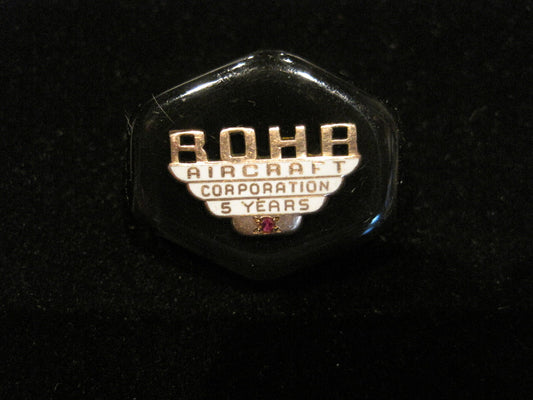 ROHR
AIRCRAFT
CORPORATION
5 YEARS